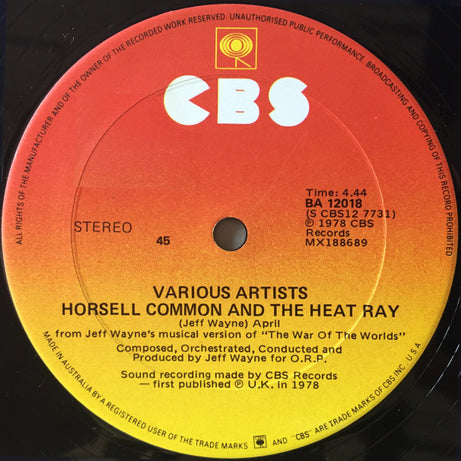 ALL RIGHTS OF THE MANUFACTURER AND OF THE OWNER OF THE RECORDED WORK RESERVED. UNAUTHORISED PUBLIC PERFORMANCE, BROADCASTING AND COPYING OF THIS RECORD PROHIBITED
CBS
Time: 4.44
BA 12018
(S CBS12 7731)
℗ 1978 CBS
Records
MX188689
STEREO
45
VARIOUS ARTISTS
HORSELL COMMON AND THE HEAT RAY
(Jeff Wayne) April
from Jeff Wayne's musical version of "The War Of The Worlds"
Composed, Orchestrated, Conducted and
Produced by Jeff Wayne for O.R.P.
Sound recording made by CBS Records
— first published ℗ U.K. in 1978
MADE IN AUSTRALIA BY A REGISTERED USER OF THE TRADE MARKS AND "CBS" ARE TRADE MARKS OF CBS INC. U.S.A.